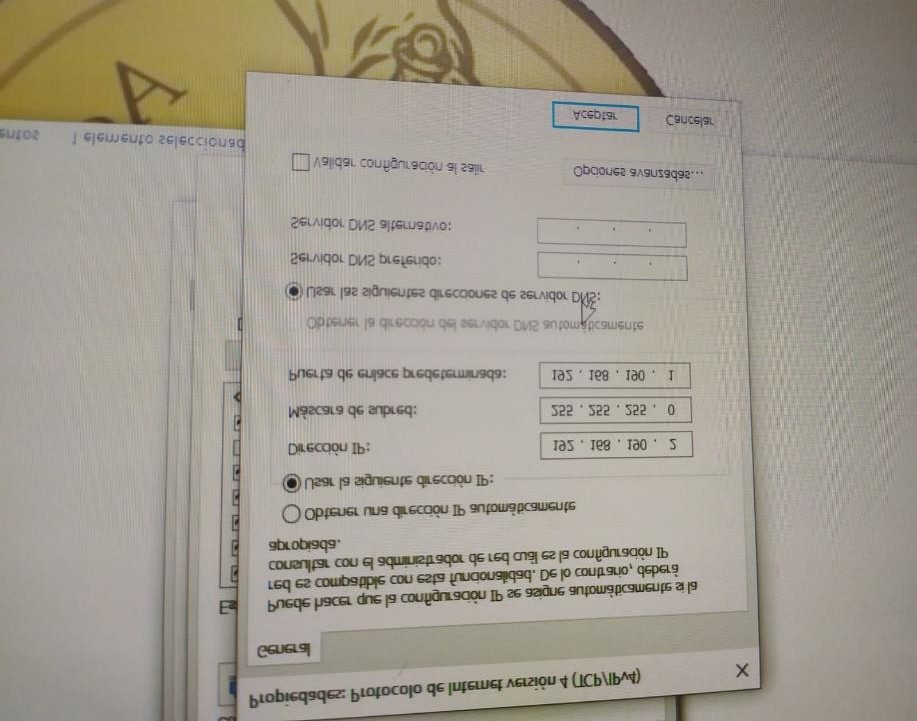 Propiedades: Protocolo de Internet versión 4 (TCP/IPv4)
General
Puede hacer que la configuración IP se asigne automáticamente si la
red es compatible con esta funcionalidad. De lo contrario, deberá
consultar con el administrador de red cuál es la configuración IP
apropiada.
Obtener una dirección IP automáticamente
Usar la siguiente dirección IP:
Dirección IP: 192 . 168 . 190 . 2
Máscara de subred: 255 . 255 . 255 . 0
Puerta de enlace predeterminada: 192 . 168 . 190 . 1
Obtener la dirección del servidor DNS automáticamente
Usar las siguientes direcciones de servidor DNS:
Servidor DNS preferido: . . .
Servidor DNS alternativo: . . .
Validar configuración al salir
Opciones avanzadas...
Aceptar Cancelar
entos 1 elemento seleccionad
A